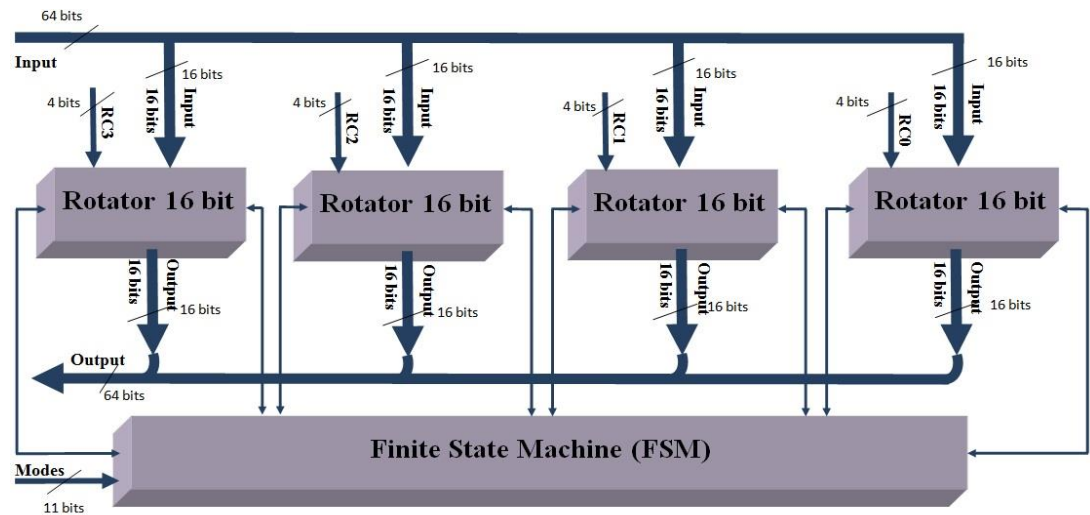 64 bits
Input
16 bits
16 bits
16 bits
16 bits
4 bits
RC3
Input
16 bits
4 bits
RC2
Input
16 bits
4 bits
RC1
Input
16 bits
4 bits
RC0
Input
16 bits
Rotator 16 bit
Rotator 16 bit
Rotator 16 bit
Rotator 16 bit
Output
16 bits
16 bits
Output
16 bits
16 bits
Output
16 bits
16 bits
Output
16 bits
16 bits
Output
64 bits
Finite State Machine (FSM)
Modes
11 bits